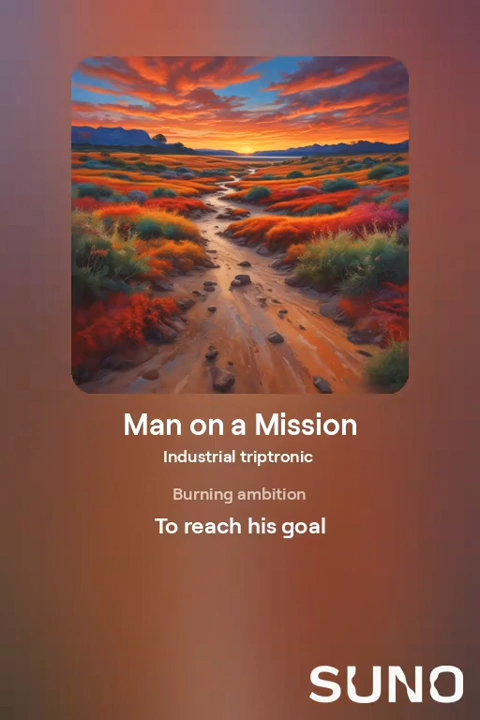 Man on a Mission
Industrial triptronic
Burning ambition
To reach his goal
SUNO